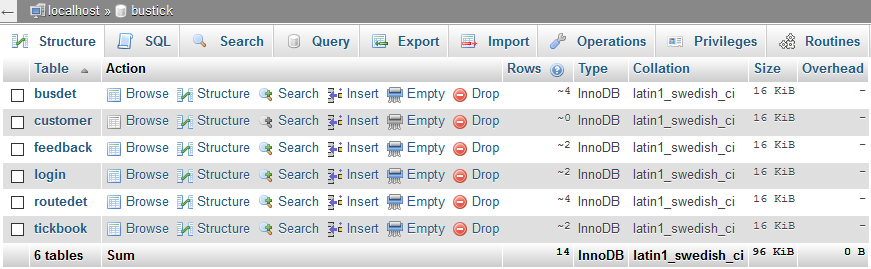 localhost » bustick
Structure SQL Search Query Export Import Operations Privileges Routines
Table Action Rows Type Collation Size Overhead
busdet Browse Structure Search Insert Empty Drop ~4 InnoDB latin1_swedish_ci 16 KiB –
customer Browse Structure Search Insert Empty Drop ~0 InnoDB latin1_swedish_ci 16 KiB –
feedback Browse Structure Search Insert Empty Drop ~2 InnoDB latin1_swedish_ci 16 KiB –
login Browse Structure Search Insert Empty Drop ~2 InnoDB latin1_swedish_ci 16 KiB –
routedet Browse Structure Search Insert Empty Drop ~4 InnoDB latin1_swedish_ci 16 KiB –
tickbook Browse Structure Search Insert Empty Drop ~2 InnoDB latin1_swedish_ci 16 KiB –
6 tables Sum 14 InnoDB latin1_swedish_ci 96 KiB 0 B